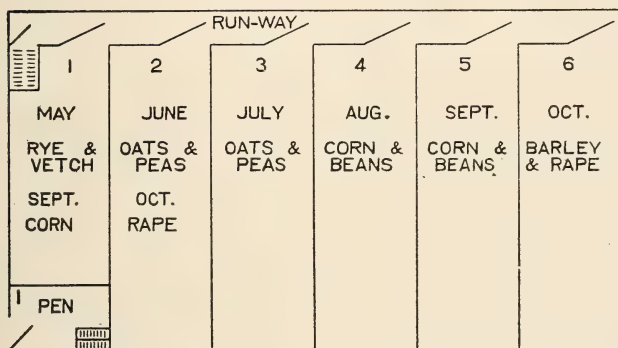 RUN-WAY
1
MAY
RYE &
VETCH
SEPT.
CORN
2
JUNE
OATS &
PEAS
OCT.
RAPE
3
JULY
OATS &
PEAS
4
AUG.
CORN &
BEANS
5
SEPT.
CORN &
BEANS
6
OCT.
BARLEY
& RAPE
1
PEN